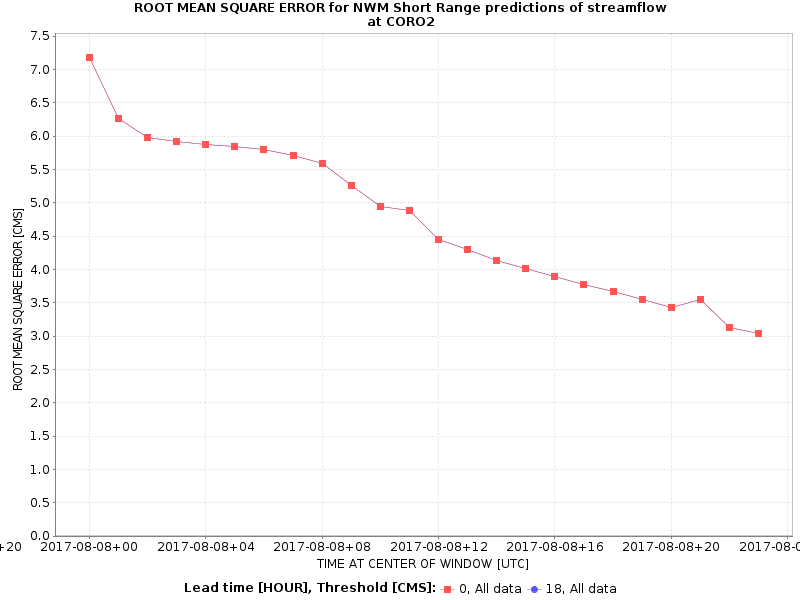 ROOT MEAN SQUARE ERROR for NWM Short Range predictions of streamflow
at CORO2
7.5
7.0
6.5
6.0
5.5
5.0
4.5
4.0
3.5
3.0
2.5
2.0
1.5
1.0
0.5
0.0
ROOT MEAN SQUARE ERROR [CMS]
+20 2017-08-08+00 2017-08-08+04 2017-08-08+08 2017-08-08+12 2017-08-08+16 2017-08-08+20 2017-08-0
TIME AT CENTER OF WINDOW [UTC]
Lead time [HOUR], Threshold [CMS]: 0, All data 18, All data